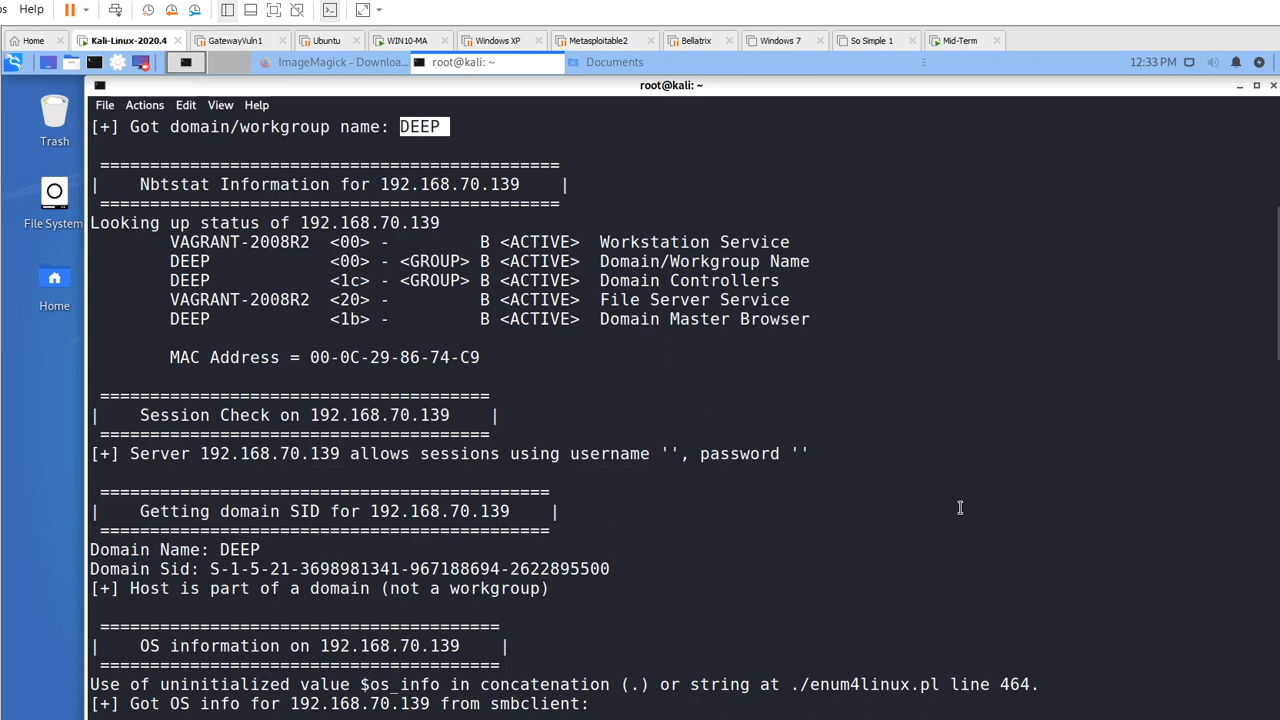 Help
Home
Kali-Linux-2020.4
GatewayVuln1
Ubuntu
WIN10-MA
Windows XP
Metasploitable2
Bellatrix
Windows 7
So Simple 1
Mid-Term
ImageMagick - Downloa...
root@kali: ~
Documents
12:33 PM
root@kali: ~
File Actions Edit View Help
Trash
File System
Home
[+] Got domain/workgroup name: DEEP
==============================================
| Nbtstat Information for 192.168.70.139 |
==============================================
Looking up status of 192.168.70.139
VAGRANT-2008R2 <00> - B <ACTIVE> Workstation Service
DEEP <00> - <GROUP> B <ACTIVE> Domain/Workgroup Name
DEEP <1c> - <GROUP> B <ACTIVE> Domain Controllers
VAGRANT-2008R2 <20> - B <ACTIVE> File Server Service
DEEP <1b> - B <ACTIVE> Domain Master Browser
MAC Address = 00-0C-29-86-74-C9
=======================================
| Session Check on 192.168.70.139 |
=======================================
[+] Server 192.168.70.139 allows sessions using username '', password ''
=============================================
| Getting domain SID for 192.168.70.139 |
=============================================
Domain Name: DEEP
Domain Sid: S-1-5-21-3698981341-967188694-2622895500
[+] Host is part of a domain (not a workgroup)
========================================
| OS information on 192.168.70.139 |
========================================
Use of uninitialized value $os_info in concatenation (.) or string at ./enum4linux.pl line 464.
[+] Got OS info for 192.168.70.139 from smbclient: